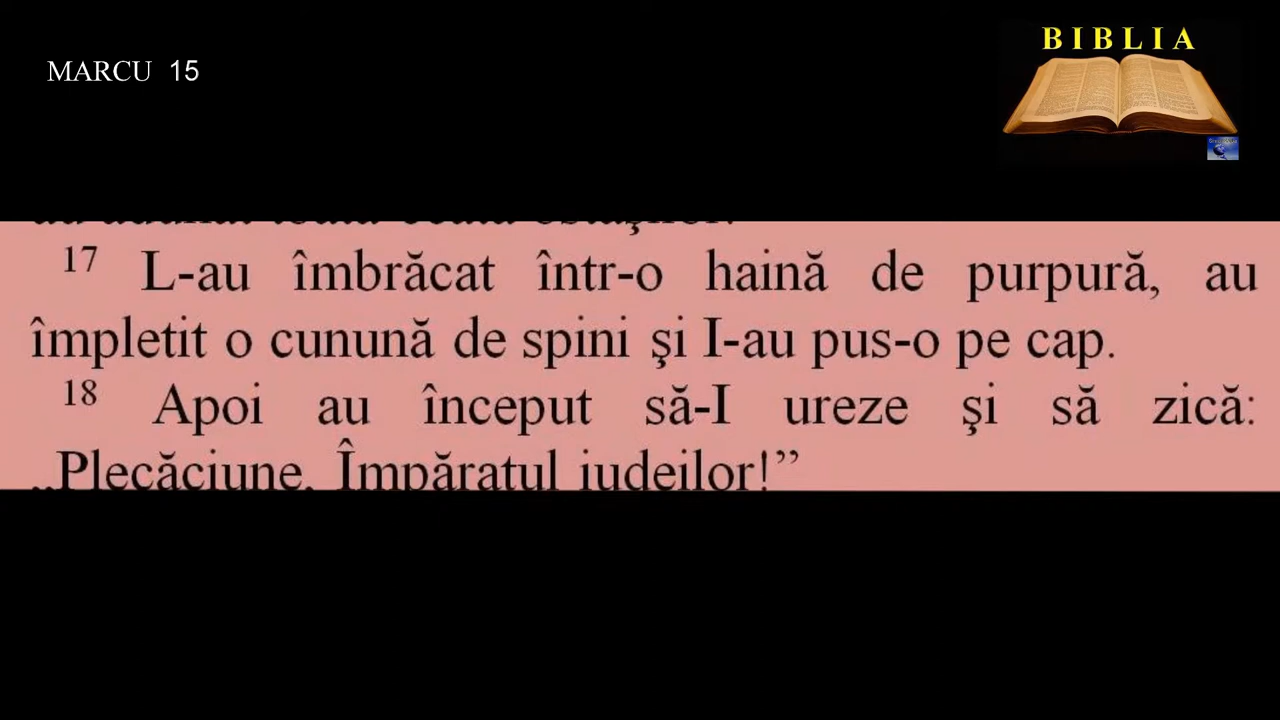 BIBLIA
MARCU 15
17 L-au îmbrăcat într-o haină de purpură, au
împletit o cunună de spini şi I-au pus-o pe cap.
18 Apoi au început să-I ureze şi să zică:
„Plecăciune, Împăratul iudeilor!”